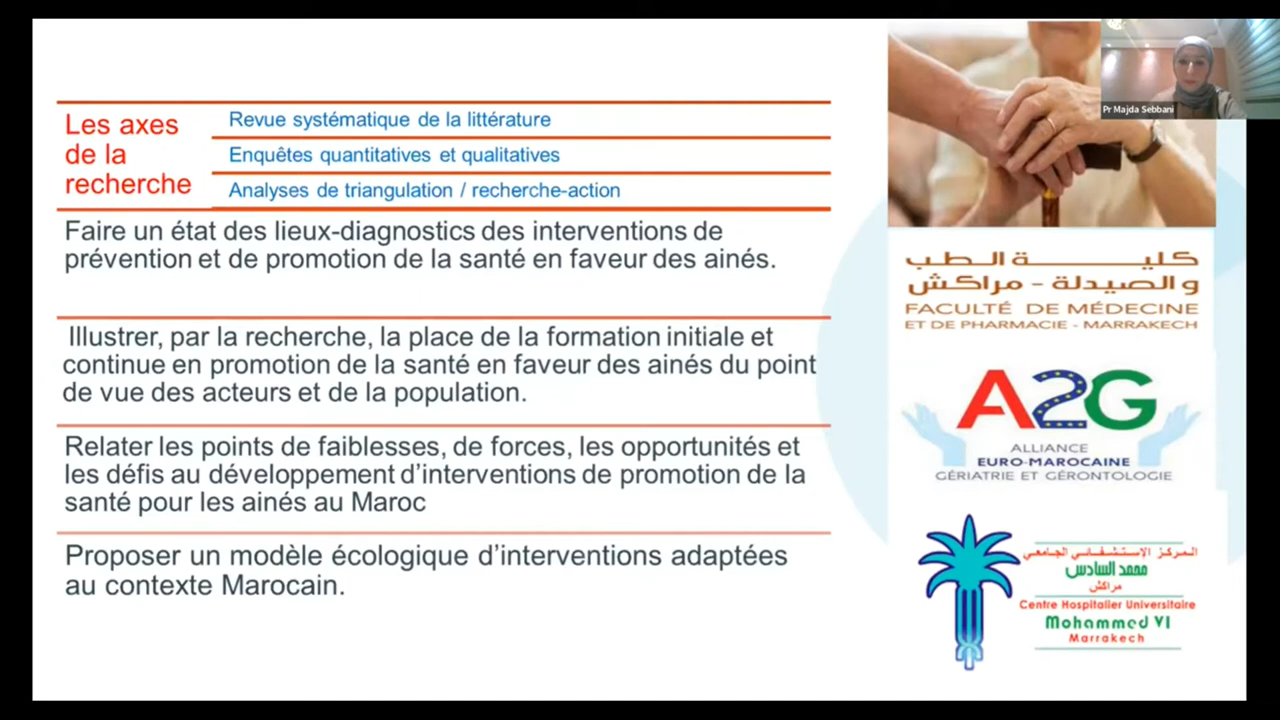 Les axes
de la
recherche
Revue systématique de la littérature
Enquêtes quantitatives et qualitatives
Analyses de triangulation / recherche-action
Faire un état des lieux-diagnostics des interventions de
prévention et de promotion de la santé en faveur des ainés.
Illustrer, par la recherche, la place de la formation initiale et
continue en promotion de la santé en faveur des ainés du point
de vue des acteurs et de la population.
Relater les points de faiblesses, de forces, les opportunités et
les défis au développement d’interventions de promotion de la
santé pour les ainés au Maroc
Proposer un modèle écologique d’interventions adaptées
au contexte Marocain.
Pr Majda Sebbani
كليـــــة الطب
والصيدلة - مراكش
FACULTÉ DE MÉDECINE
ET DE PHARMACIE - MARRAKECH
A2G
ALLIANCE
EURO-MAROCAINE
GÉRIATRIE ET GÉRONTOLOGIE
المركز الإستشفائي الجامعي
محمد السادس
مراكش
Centre Hospitalier Universitaire
Mohammed VI
Marrakech